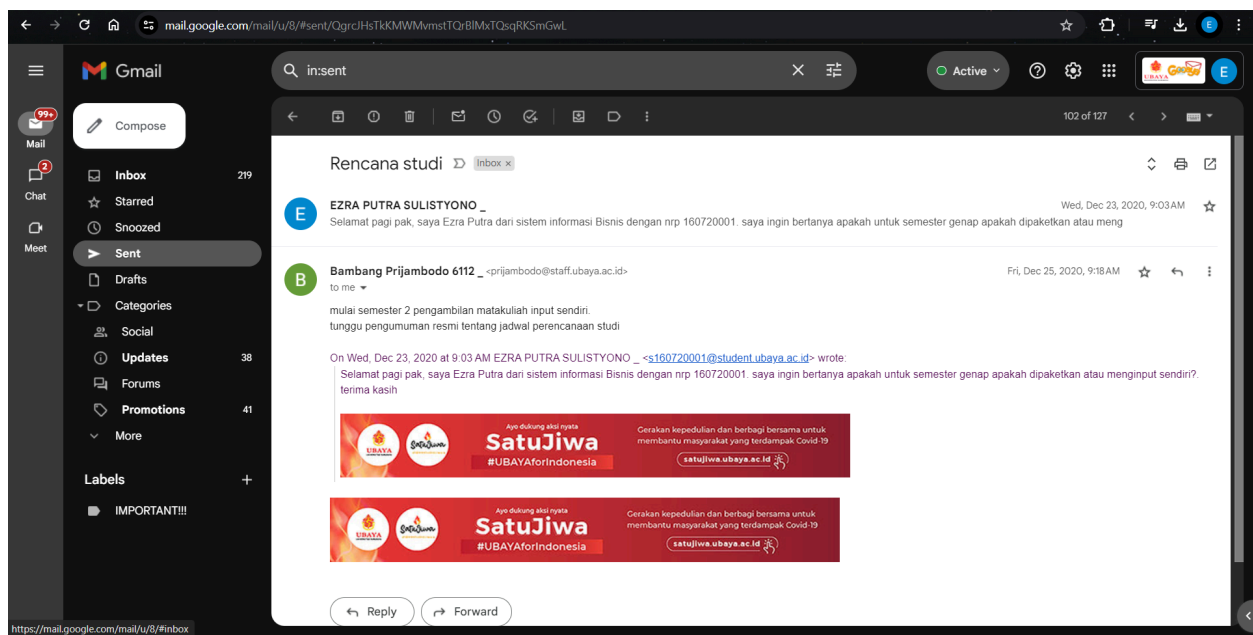 mail.google.com/mail/u/8/#sent/QgrcJHsTkKMWMvmstTQrBlMxTQsqRKSmGwL
E
Gmail
in:sent
Active
UBAYA
E
99+
Mail
2
Chat
Meet
Compose
Inbox 219
Starred
Snoozed
Sent
Drafts
Categories
Social
Updates 38
Forums
Promotions 41
More
Labels
IMPORTANT!!!
102 of 127
Rencana studi Inbox x
E
EZRA PUTRA SULISTYONO _ Wed, Dec 23, 2020, 9:03 AM
Selamat pagi pak, saya Ezra Putra dari sistem informasi Bisnis dengan nrp 160720001. saya ingin bertanya apakah untuk semester genap apakah dipaketkan atau meng
B
Bambang Prijambodo 6112 _ <prijambodo@staff.ubaya.ac.id> Fri, Dec 25, 2020, 9:18 AM
to me
mulai semester 2 pengambilan matakuliah input sendiri.
tunggu pengumuman resmi tentang jadwal perencanaan studi
On Wed, Dec 23, 2020 at 9:03 AM EZRA PUTRA SULISTYONO _ <s160720001@student.ubaya.ac.id> wrote:
Selamat pagi pak, saya Ezra Putra dari sistem informasi Bisnis dengan nrp 160720001. saya ingin bertanya apakah untuk semester genap apakah dipaketkan atau menginput sendiri?.
terima kasih
UBAYA
SatuJiwa
Ayo dukung aksi nyata
SatuJiwa
#UBAYAforIndonesia
Gerakan kepedulian dan berbagi bersama untuk
membantu masyarakat yang terdampak Covid-19
satujiwa.ubaya.ac.id
UBAYA
SatuJiwa
Ayo dukung aksi nyata
SatuJiwa
#UBAYAforIndonesia
Gerakan kepedulian dan berbagi bersama untuk
membantu masyarakat yang terdampak Covid-19
satujiwa.ubaya.ac.id
Reply
Forward
https://mail.google.com/mail/u/8/#inbox